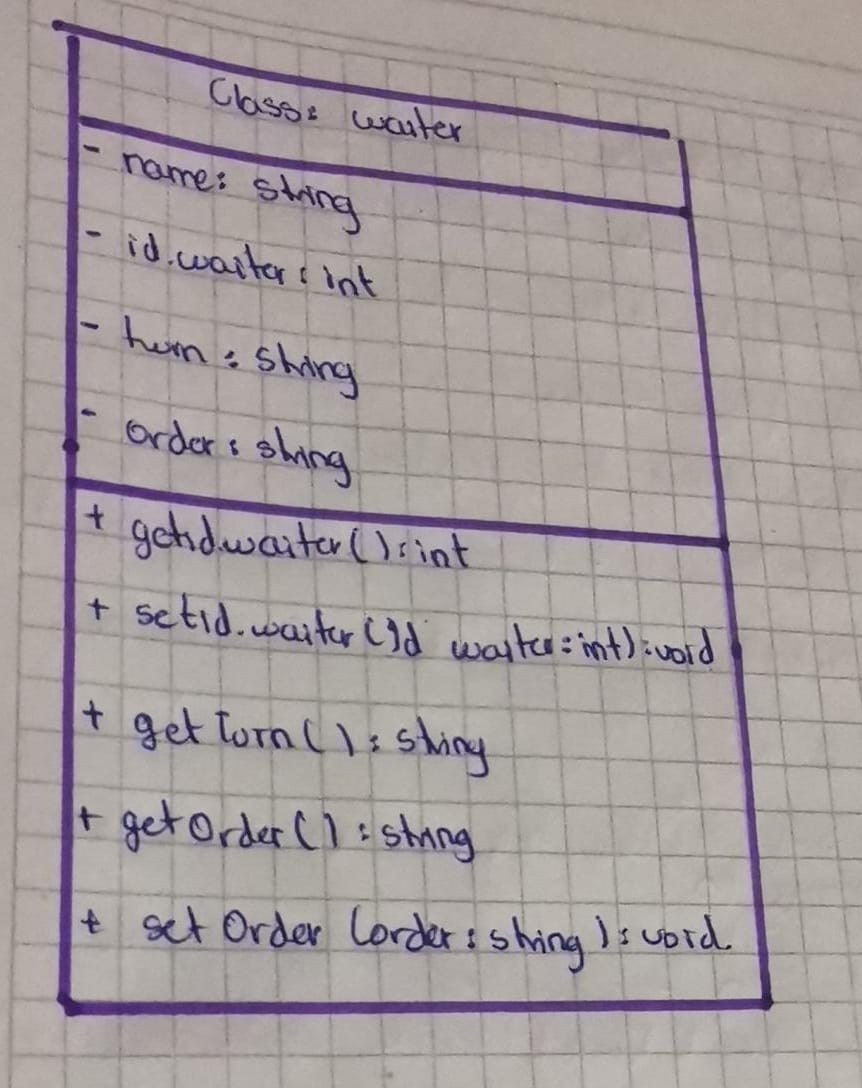 Class: waiter
- name: string
- id.waiter: int
- turn: string
- order: string
+ getidwaiter(): int
+ setid.waiter (Id waiter: int): void
+ get Turn(): string
+ getOrder(): string
+ set Order (order: string): void.